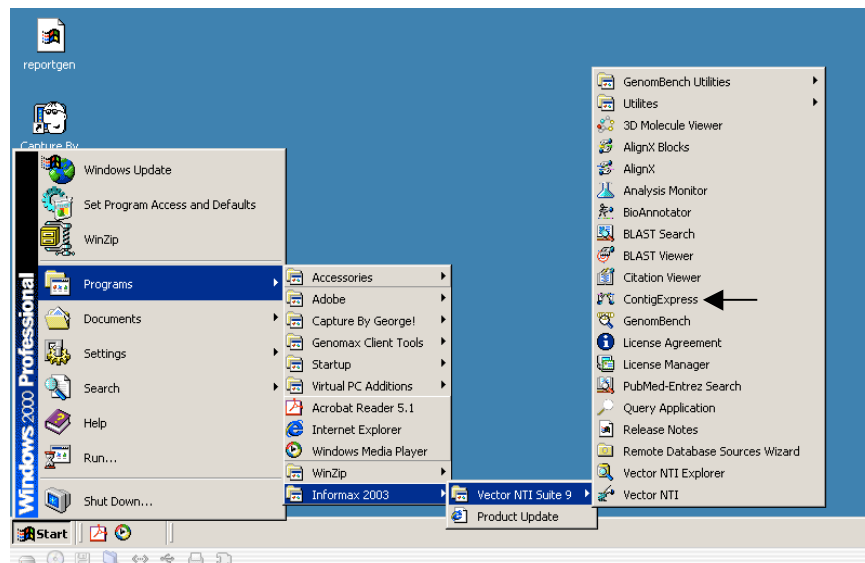 reportgen
Capture By
Windows 2000 Professional
Windows Update
Set Program Access and Defaults
WinZip
Programs
Documents
Settings
Search
Help
Run...
Shut Down...
Accessories
Adobe
Capture By George!
Genomax Client Tools
Startup
Virtual PC Additions
Acrobat Reader 5.1
Internet Explorer
Windows Media Player
WinZip
Informax 2003
Vector NTI Suite 9
Product Update
GenomBench Utilities
Utilites
3D Molecule Viewer
AlignX Blocks
AlignX
Analysis Monitor
BioAnnotator
BLAST Search
BLAST Viewer
Citation Viewer
ContigExpress
GenomBench
License Agreement
License Manager
PubMed-Entrez Search
Query Application
Release Notes
Remote Database Sources Wizard
Vector NTI Explorer
Vector NTI
Start